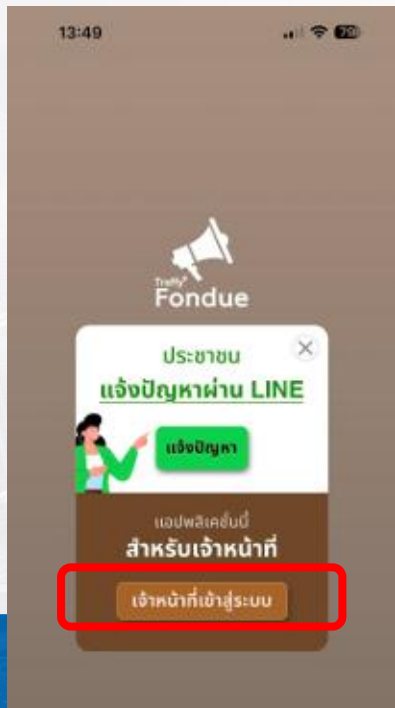 13:49
79
Traffy
Fondue
ประชาชน
แจ้งปัญหาผ่าน LINE
แจ้งปัญหา
แอปพลิเคชั่นนี้
สำหรับเจ้าหน้าที่
เจ้าหน้าที่เข้าสู่ระบบ